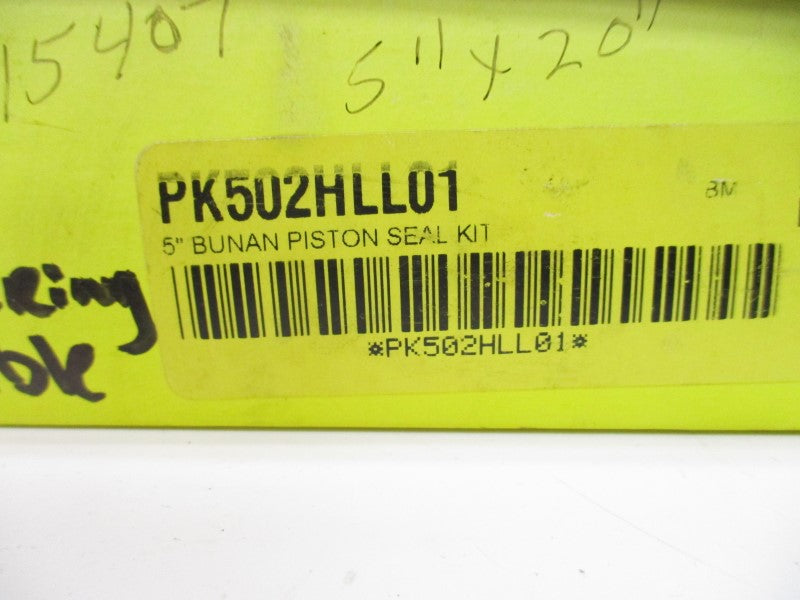 15407
5" x 20"
PK502HLL01
BM
5" BUNAN PISTON SEAL KIT
*PK502HLL01*